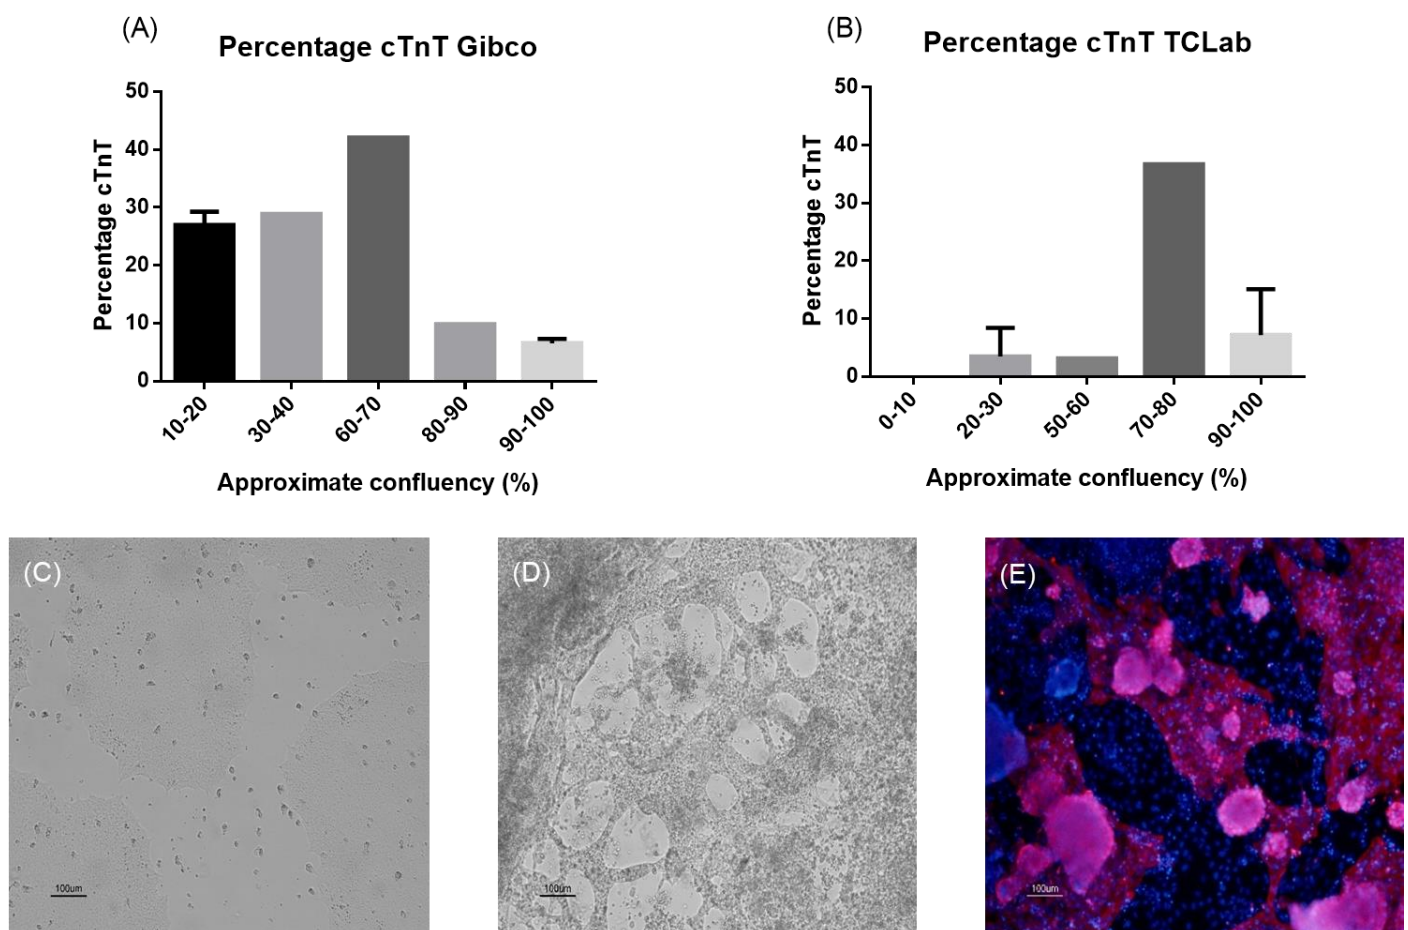 (A)
Percentage cTnT Gibco
50
40
30
20
10
0
Percentage cTnT
10-20
30-40
60-70
80-90
90-100
Approximate confluency (%)
(B)
Percentage cTnT TCLab
50
40
30
20
10
0
Percentage cTnT
0-10
20-30
50-60
70-80
90-100
Approximate confluency (%)
(C)
100um
(D)
100um
(E)
100um